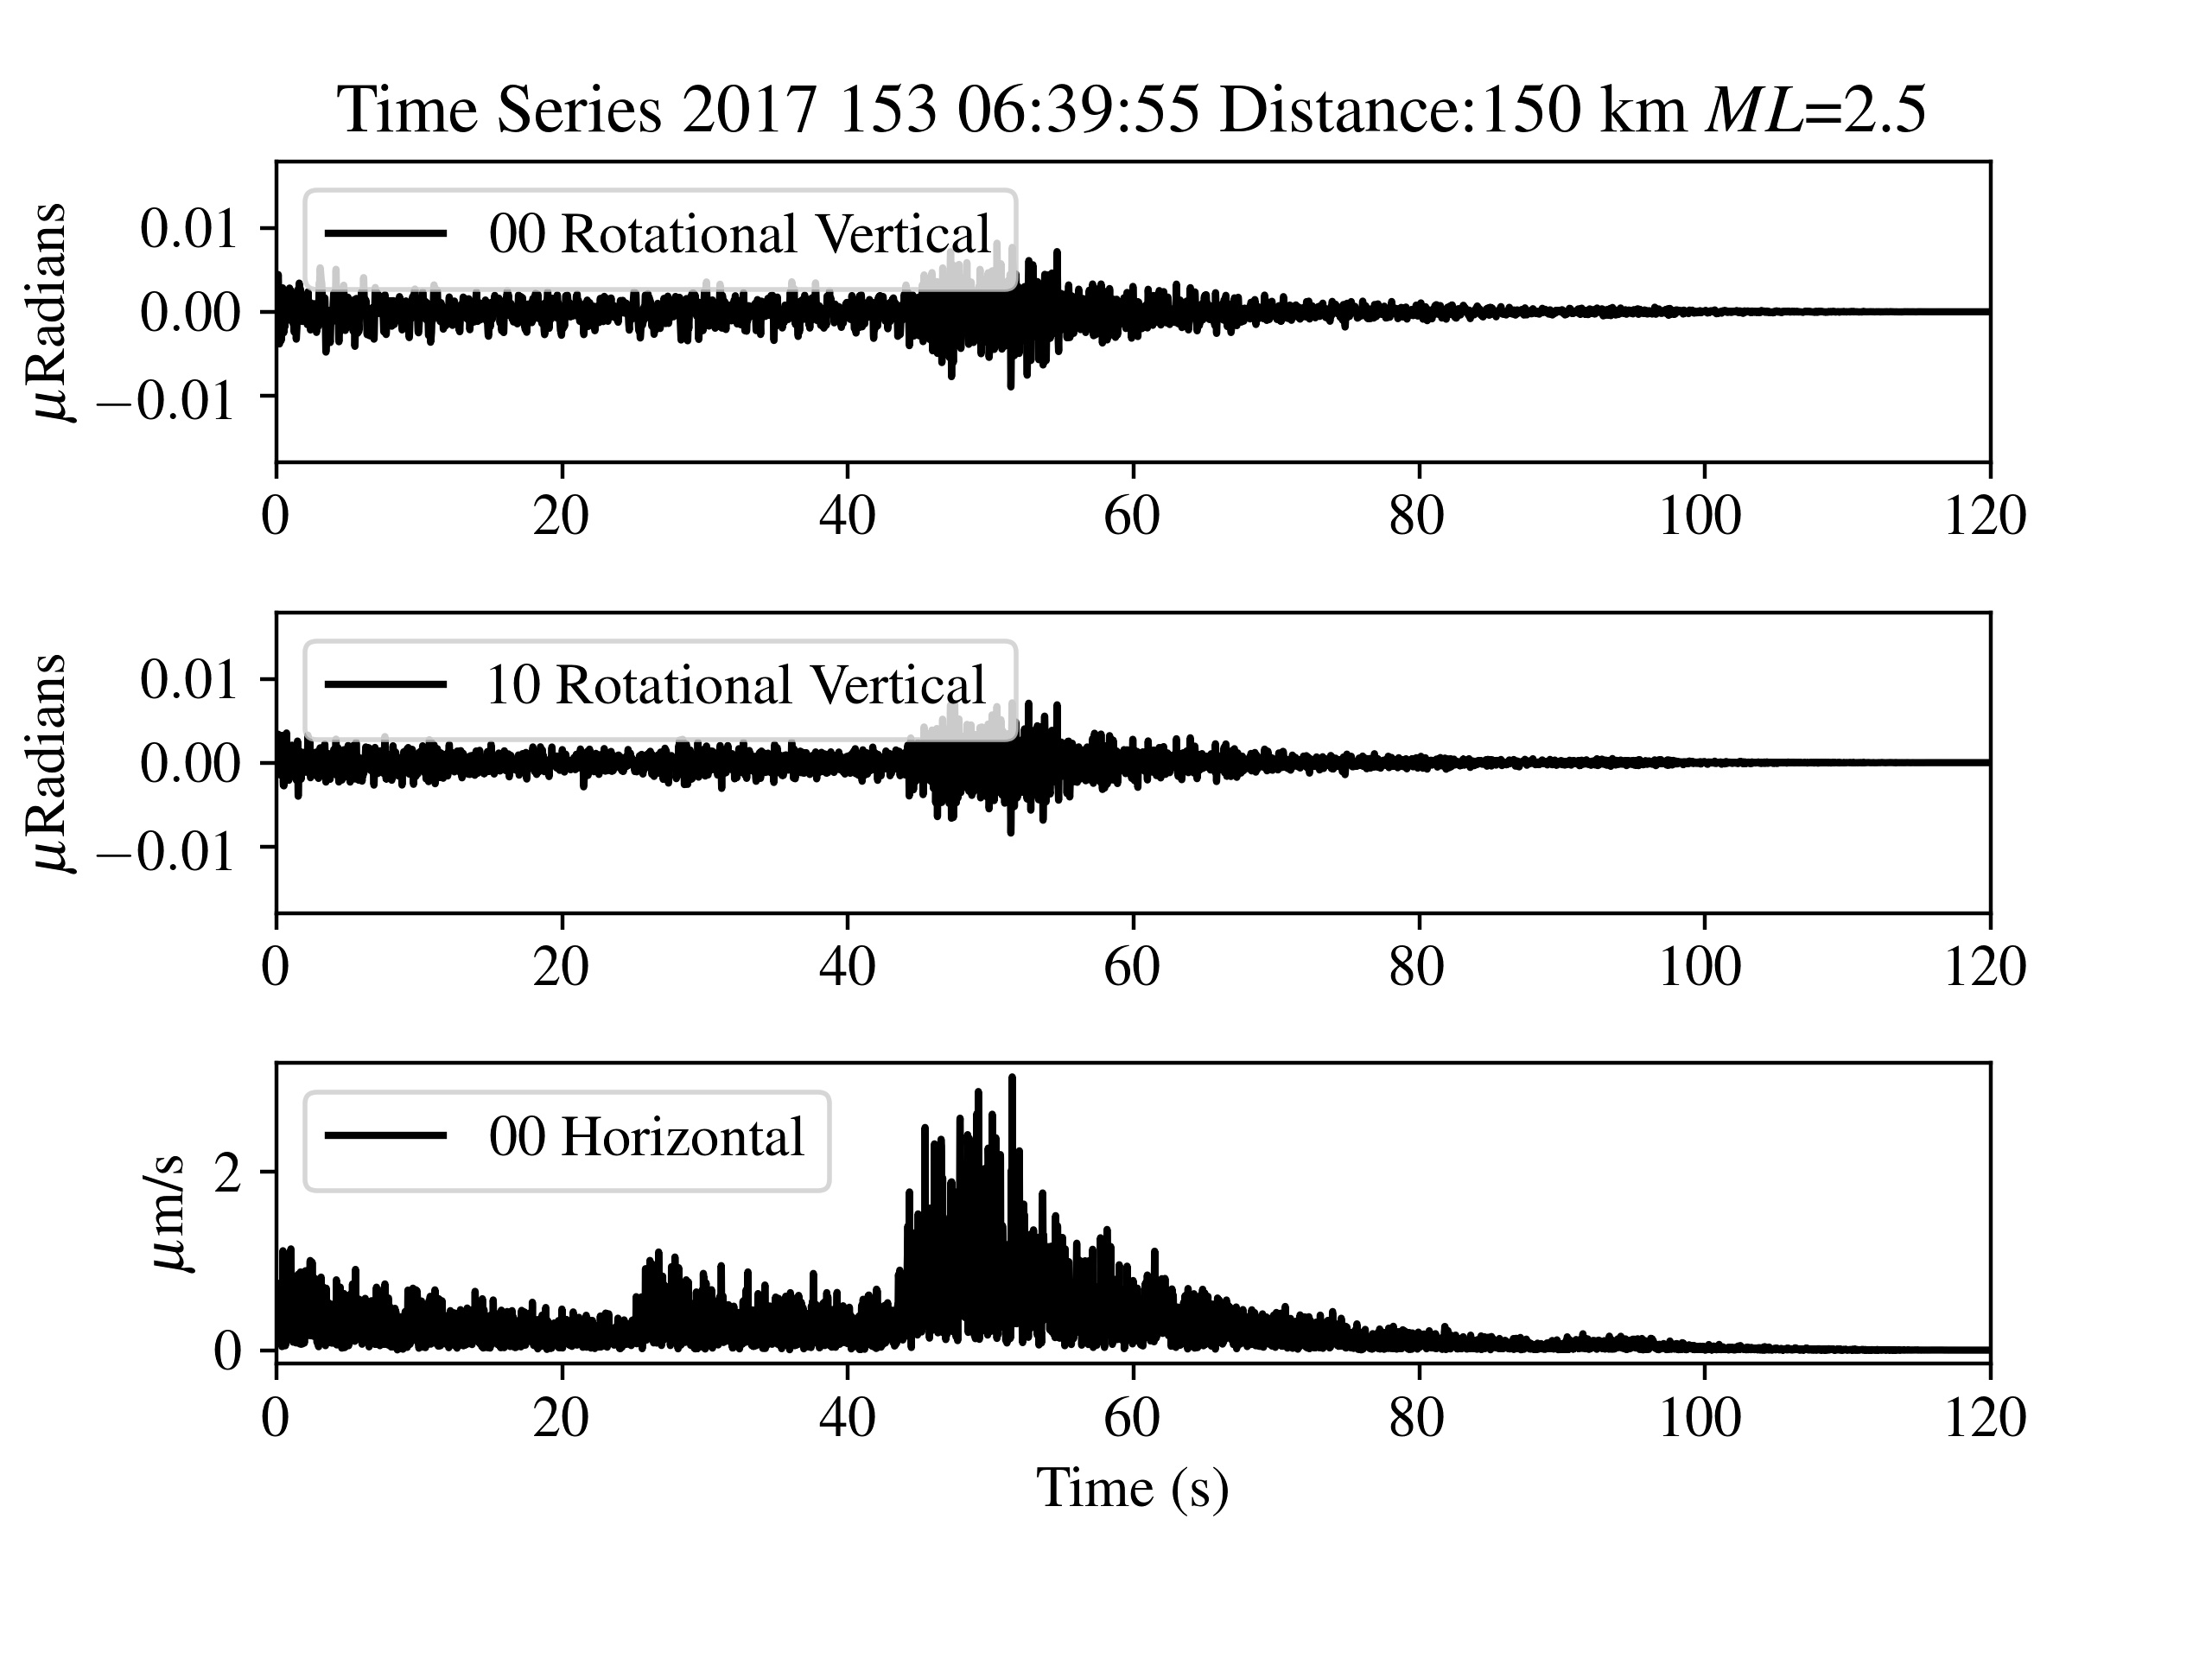 Time Series 2017 153 06:39:55 Distance:150 km ML=2.5
μRadians
0.01
0.00
−0.01
00 Rotational Vertical
0 20 40 60 80 100 120
μRadians
0.01
0.00
−0.01
10 Rotational Vertical
0 20 40 60 80 100 120
μm/s
2
0
00 Horizontal
0 20 40 60 80 100 120
Time (s)